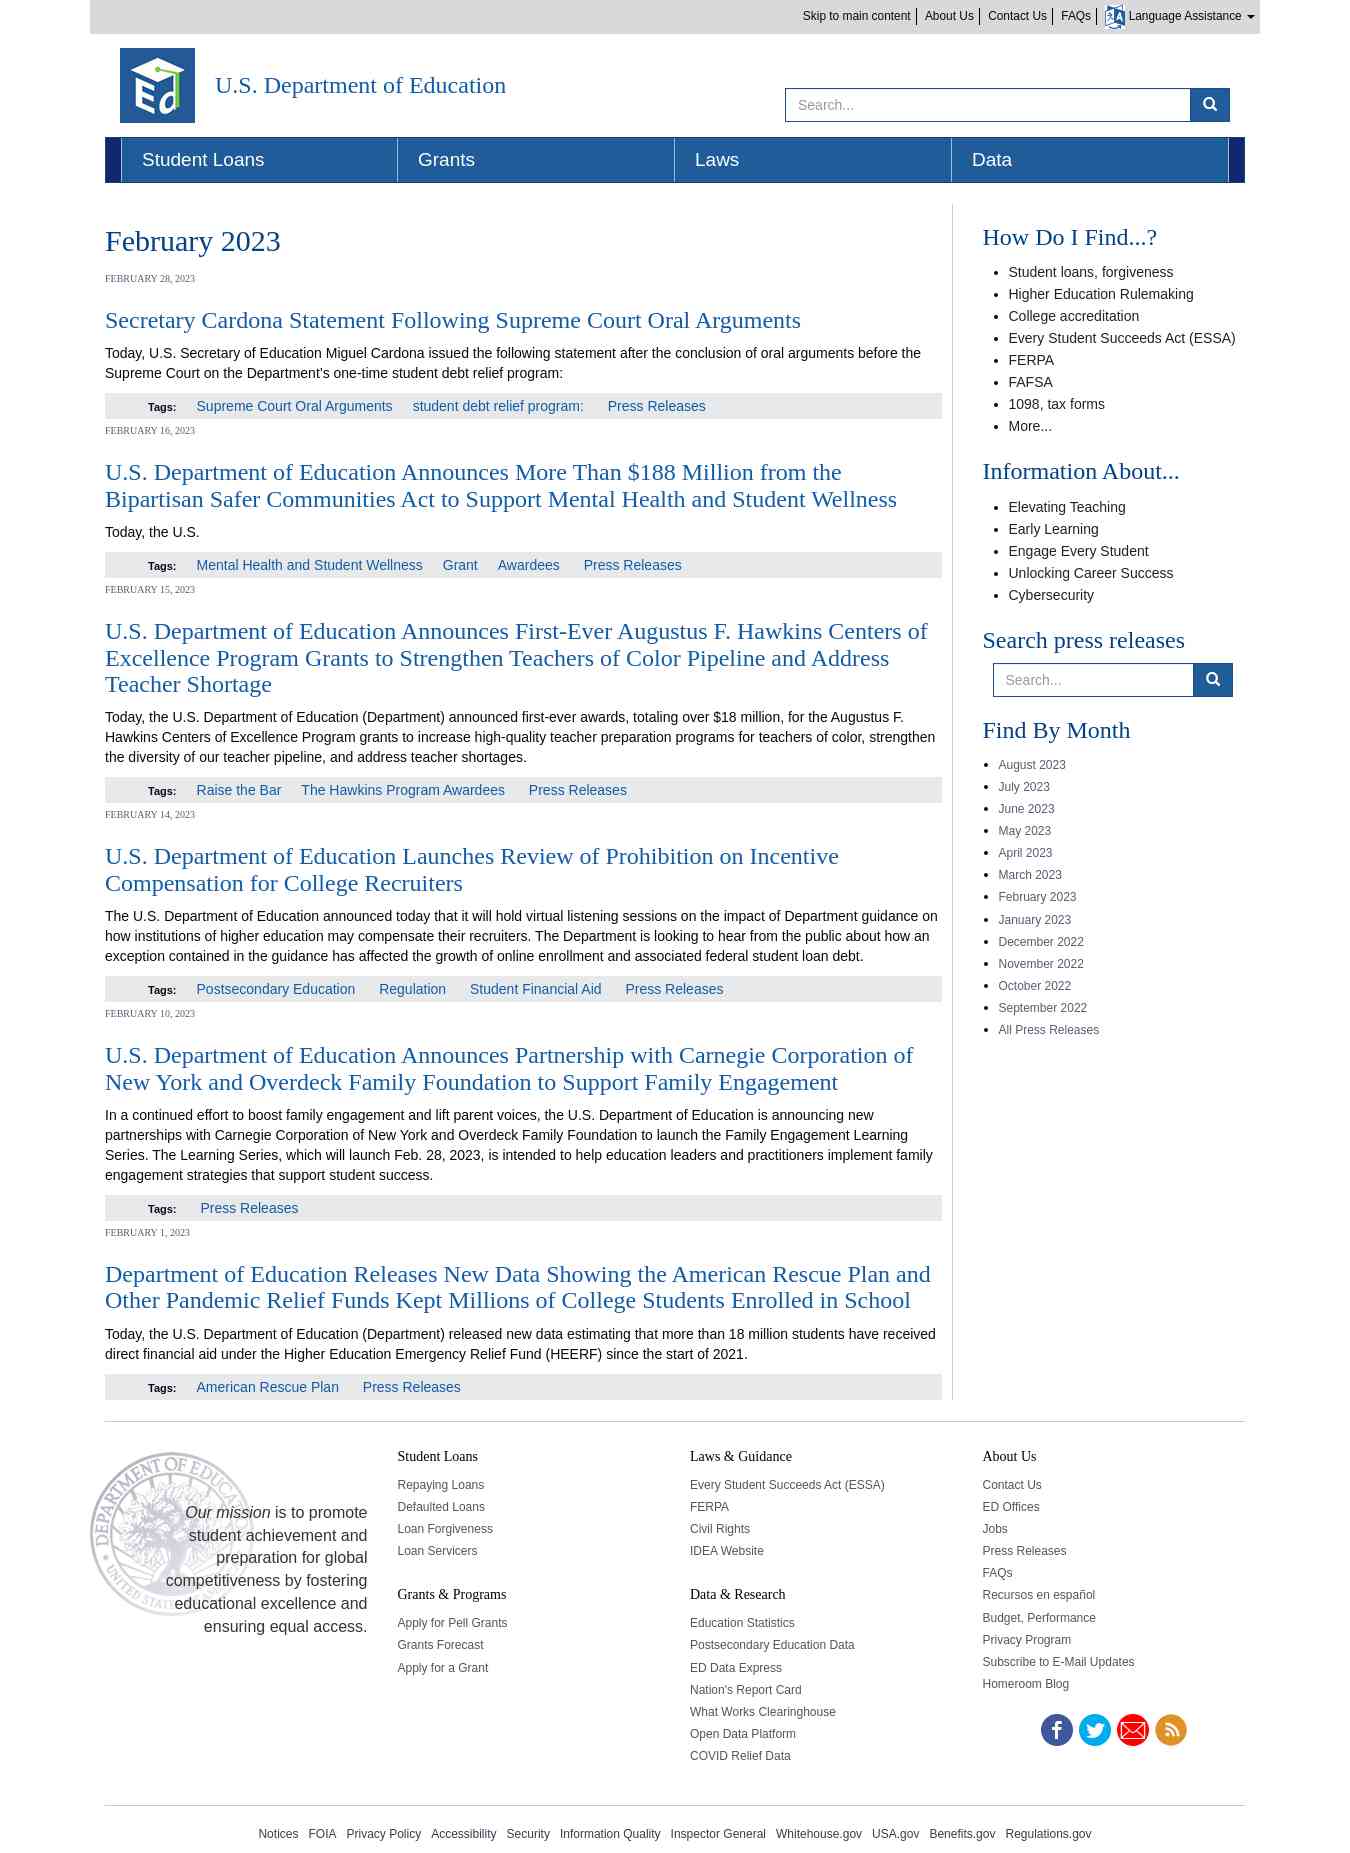 Skip to main content
About Us
Contact Us
FAQs
Language Assistance
Ed
U.S. Department of Education
Search...
Student Loans
Grants
Laws
Data
February 2023
FEBRUARY 28, 2023
Secretary Cardona Statement Following Supreme Court Oral Arguments
Today, U.S. Secretary of Education Miguel Cardona issued the following statement after the conclusion of oral arguments before the
Supreme Court on the Department's one-time student debt relief program:
Tags: Supreme Court Oral Arguments student debt relief program: Press Releases
FEBRUARY 16, 2023
U.S. Department of Education Announces More Than $188 Million from the
Bipartisan Safer Communities Act to Support Mental Health and Student Wellness
Today, the U.S.
Tags: Mental Health and Student Wellness Grant Awardees Press Releases
FEBRUARY 15, 2023
U.S. Department of Education Announces First-Ever Augustus F. Hawkins Centers of
Excellence Program Grants to Strengthen Teachers of Color Pipeline and Address
Teacher Shortage
Today, the U.S. Department of Education (Department) announced first-ever awards, totaling over $18 million, for the Augustus F.
Hawkins Centers of Excellence Program grants to increase high-quality teacher preparation programs for teachers of color, strengthen
the diversity of our teacher pipeline, and address teacher shortages.
Tags: Raise the Bar The Hawkins Program Awardees Press Releases
FEBRUARY 14, 2023
U.S. Department of Education Launches Review of Prohibition on Incentive
Compensation for College Recruiters
The U.S. Department of Education announced today that it will hold virtual listening sessions on the impact of Department guidance on
how institutions of higher education may compensate their recruiters. The Department is looking to hear from the public about how an
exception contained in the guidance has affected the growth of online enrollment and associated federal student loan debt.
Tags: Postsecondary Education Regulation Student Financial Aid Press Releases
FEBRUARY 10, 2023
U.S. Department of Education Announces Partnership with Carnegie Corporation of
New York and Overdeck Family Foundation to Support Family Engagement
In a continued effort to boost family engagement and lift parent voices, the U.S. Department of Education is announcing new
partnerships with Carnegie Corporation of New York and Overdeck Family Foundation to launch the Family Engagement Learning
Series. The Learning Series, which will launch Feb. 28, 2023, is intended to help education leaders and practitioners implement family
engagement strategies that support student success.
Tags: Press Releases
FEBRUARY 1, 2023
Department of Education Releases New Data Showing the American Rescue Plan and
Other Pandemic Relief Funds Kept Millions of College Students Enrolled in School
Today, the U.S. Department of Education (Department) released new data estimating that more than 18 million students have received
direct financial aid under the Higher Education Emergency Relief Fund (HEERF) since the start of 2021.
Tags: American Rescue Plan Press Releases
How Do I Find...?
Student loans, forgiveness
Higher Education Rulemaking
College accreditation
Every Student Succeeds Act (ESSA)
FERPA
FAFSA
1098, tax forms
More...
Information About...
Elevating Teaching
Early Learning
Engage Every Student
Unlocking Career Success
Cybersecurity
Search press releases
Search...
Find By Month
August 2023
July 2023
June 2023
May 2023
April 2023
March 2023
February 2023
January 2023
December 2022
November 2022
October 2022
September 2022
All Press Releases
Our mission is to promote
student achievement and
preparation for global
competitiveness by fostering
educational excellence and
ensuring equal access.
Student Loans
Repaying Loans
Defaulted Loans
Loan Forgiveness
Loan Servicers
Grants & Programs
Apply for Pell Grants
Grants Forecast
Apply for a Grant
Laws & Guidance
Every Student Succeeds Act (ESSA)
FERPA
Civil Rights
IDEA Website
Data & Research
Education Statistics
Postsecondary Education Data
ED Data Express
Nation's Report Card
What Works Clearinghouse
Open Data Platform
COVID Relief Data
About Us
Contact Us
ED Offices
Jobs
Press Releases
FAQs
Recursos en español
Budget, Performance
Privacy Program
Subscribe to E-Mail Updates
Homeroom Blog
Notices FOIA Privacy Policy Accessibility Security Information Quality Inspector General Whitehouse.gov USA.gov Benefits.gov Regulations.gov